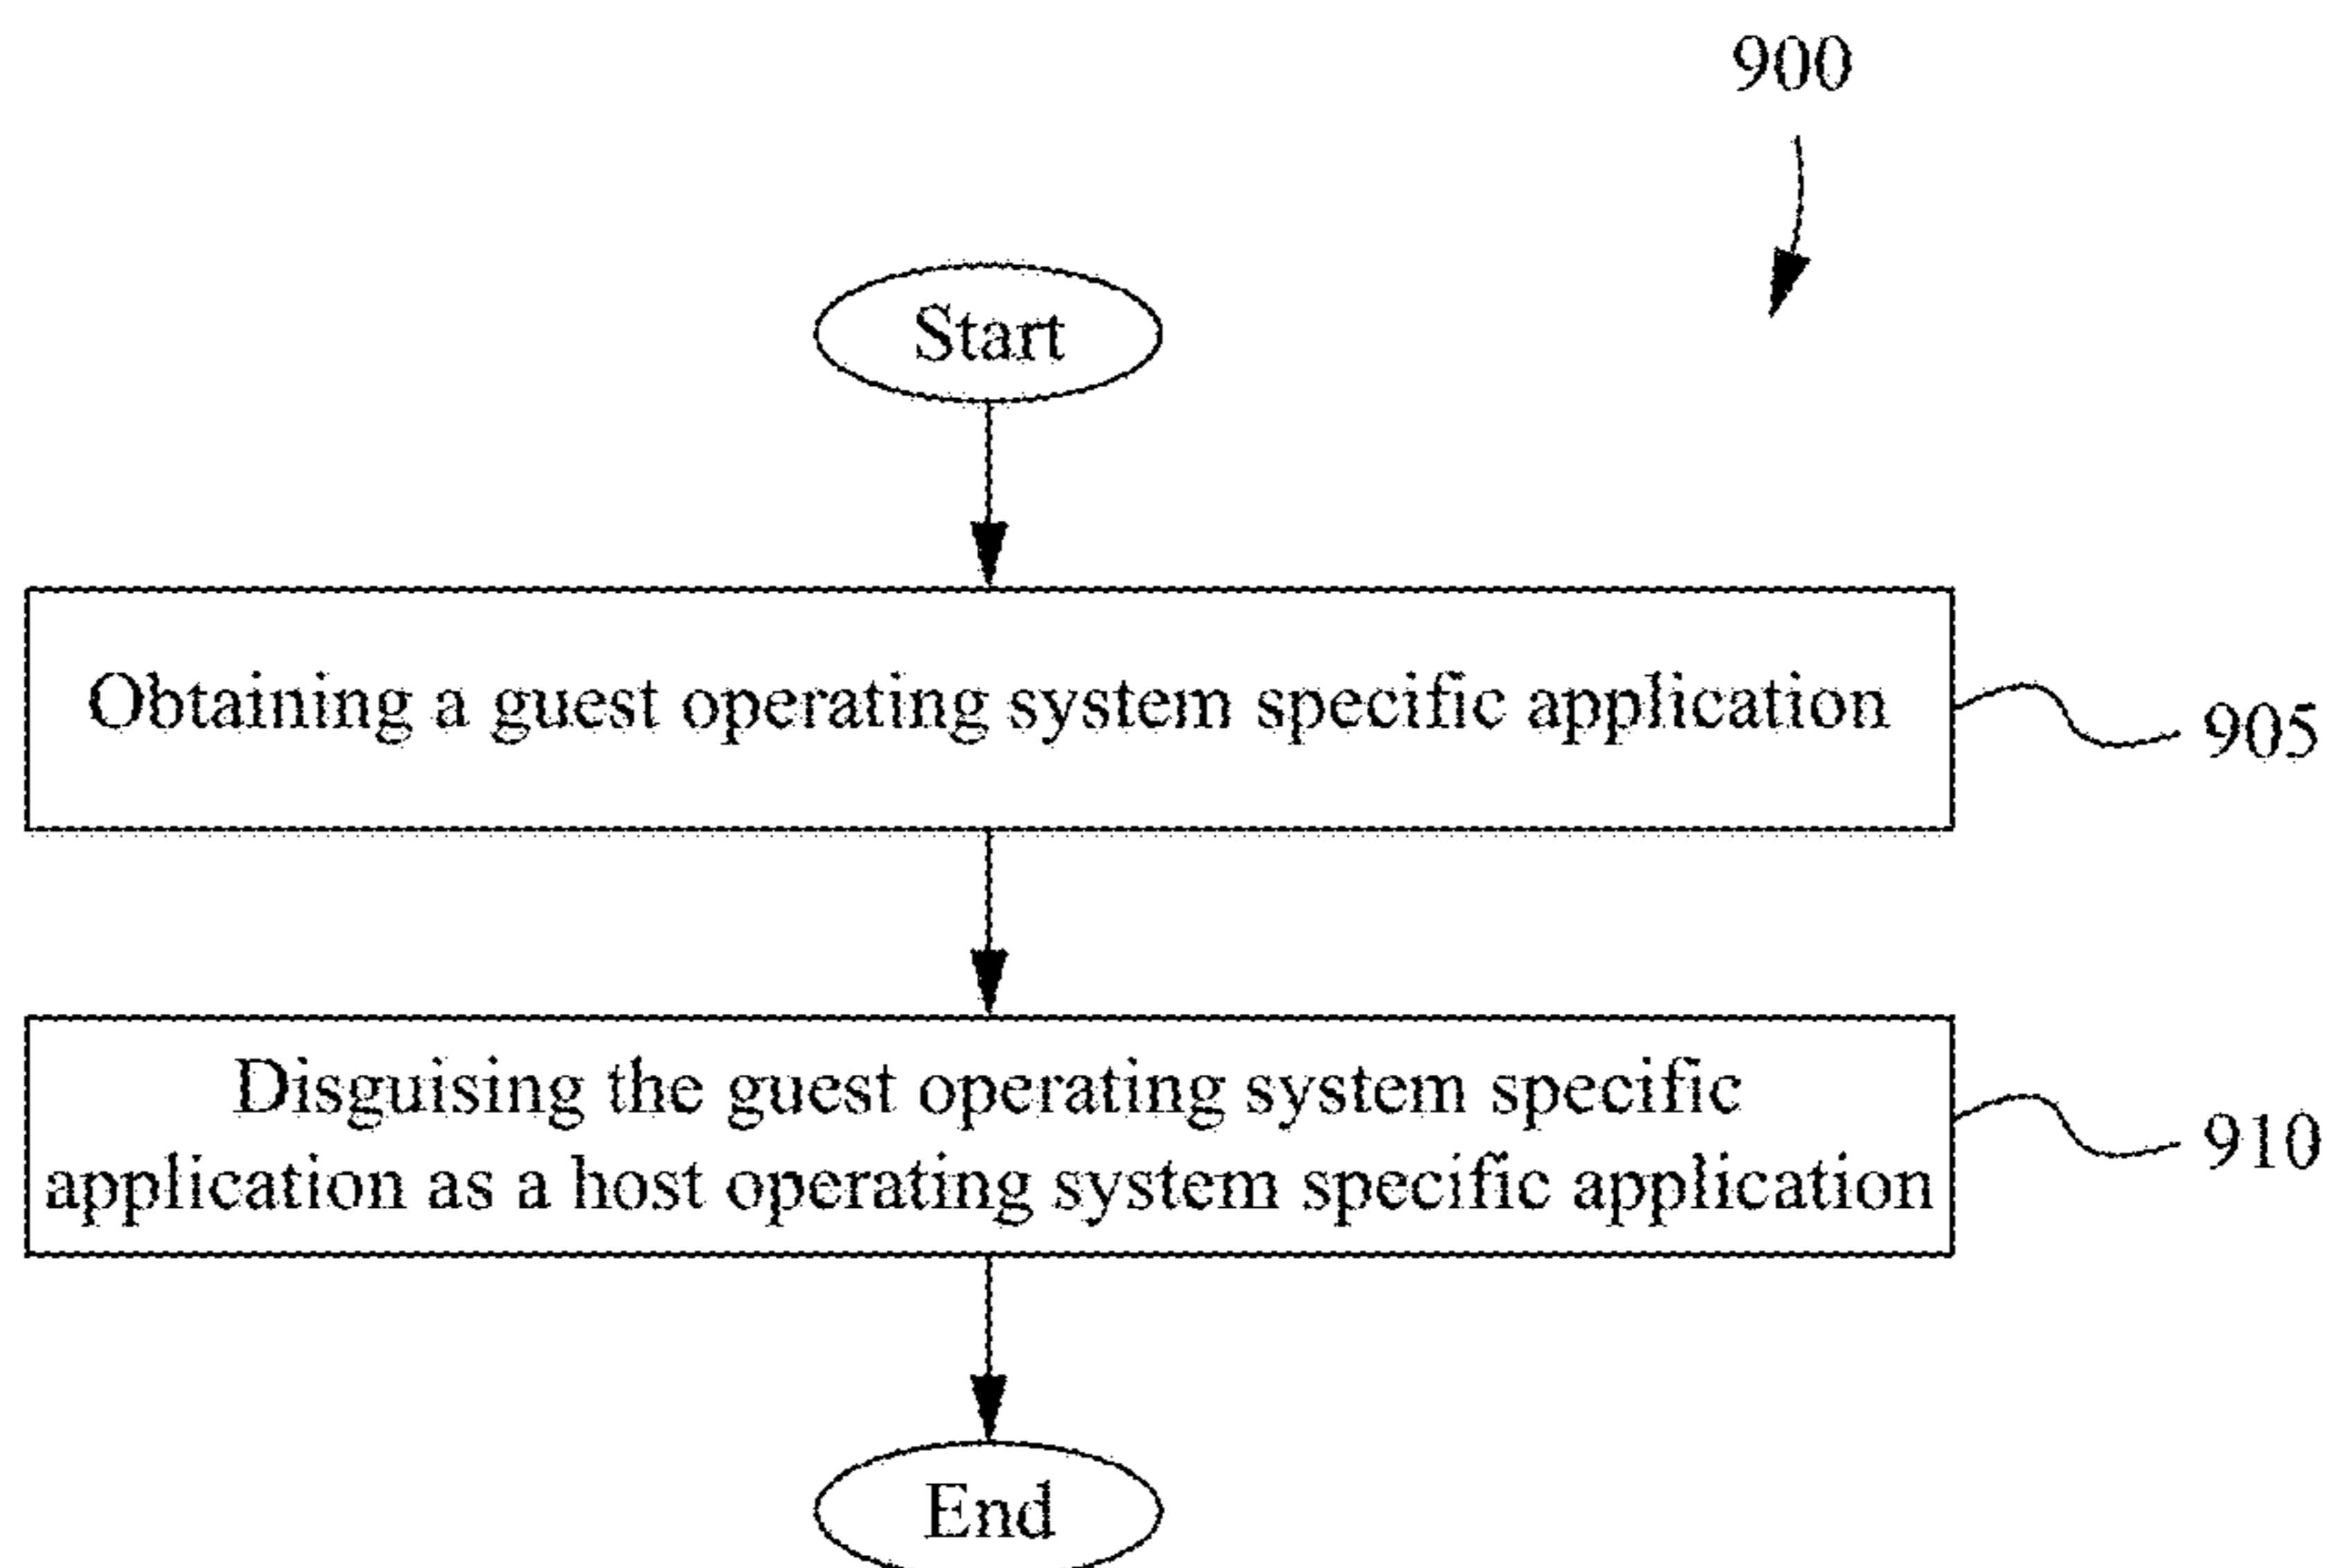 900
Start
Obtaining a guest operating system specific application
905
Disguising the guest operating system specific
application as a host operating system specific application
910
End